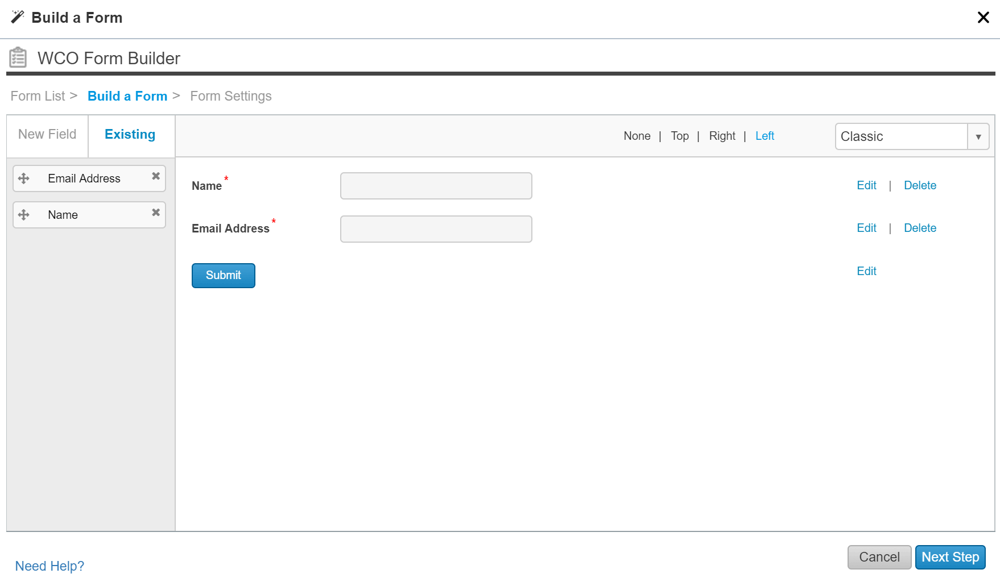 Build a Form
WCO Form Builder
Form List > Build a Form > Form Settings
New Field Existing None | Top | Right | Left Classic
Email Address
Name
Name * Edit | Delete
Email Address * Edit | Delete
Submit Edit
Need Help? Cancel Next Step